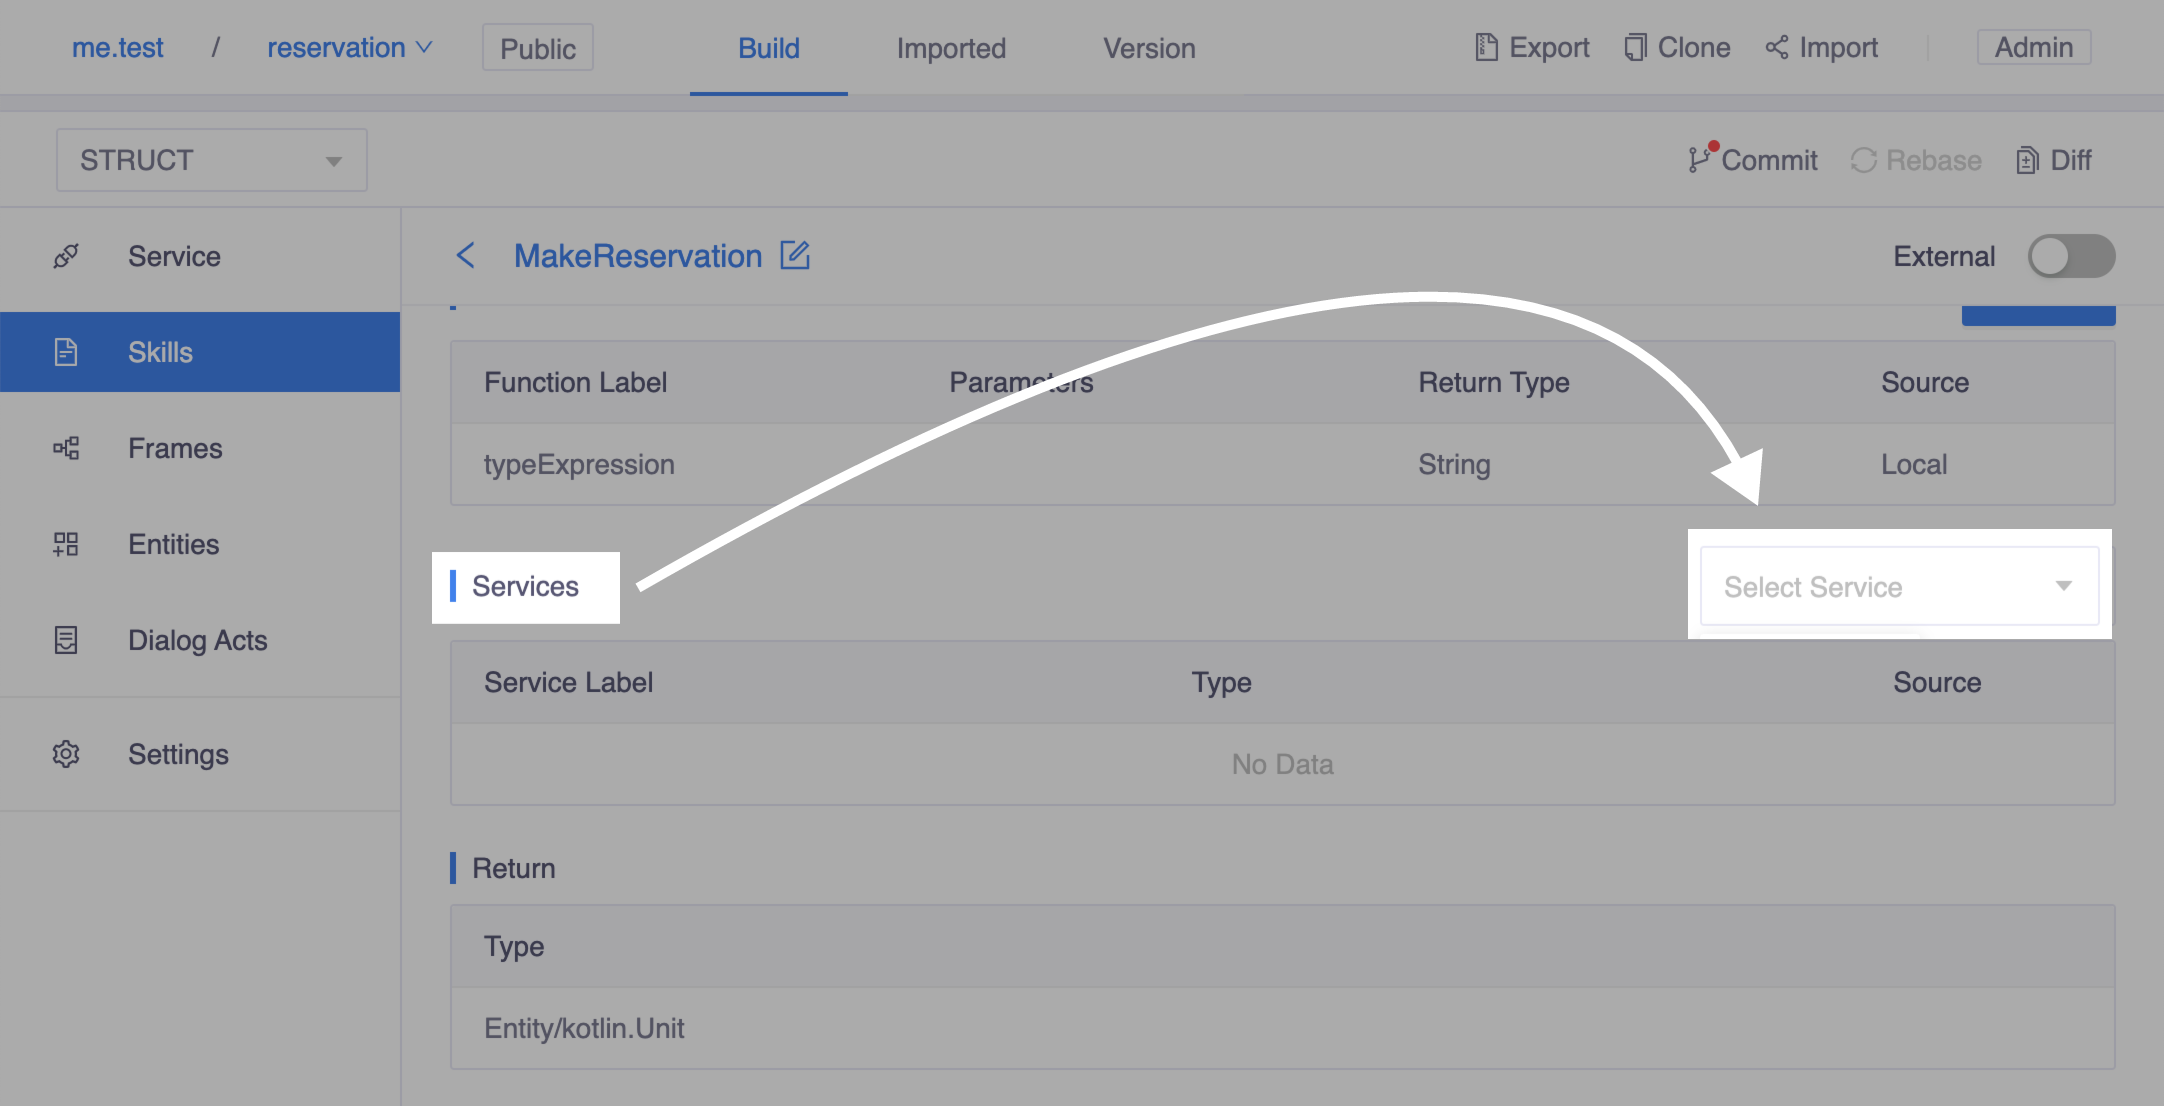 me.test / reservation Public Build Imported Version Export Clone Import Admin
STRUCT Commit Rebase Diff
Service
Skills
Frames
Entities
Dialog Acts
Settings
MakeReservation External
Function Label Parameters Return Type Source
typeExpression String Local
Services Select Service
Service Label Type Source
No Data
Return
Type
Entity/kotlin.Unit